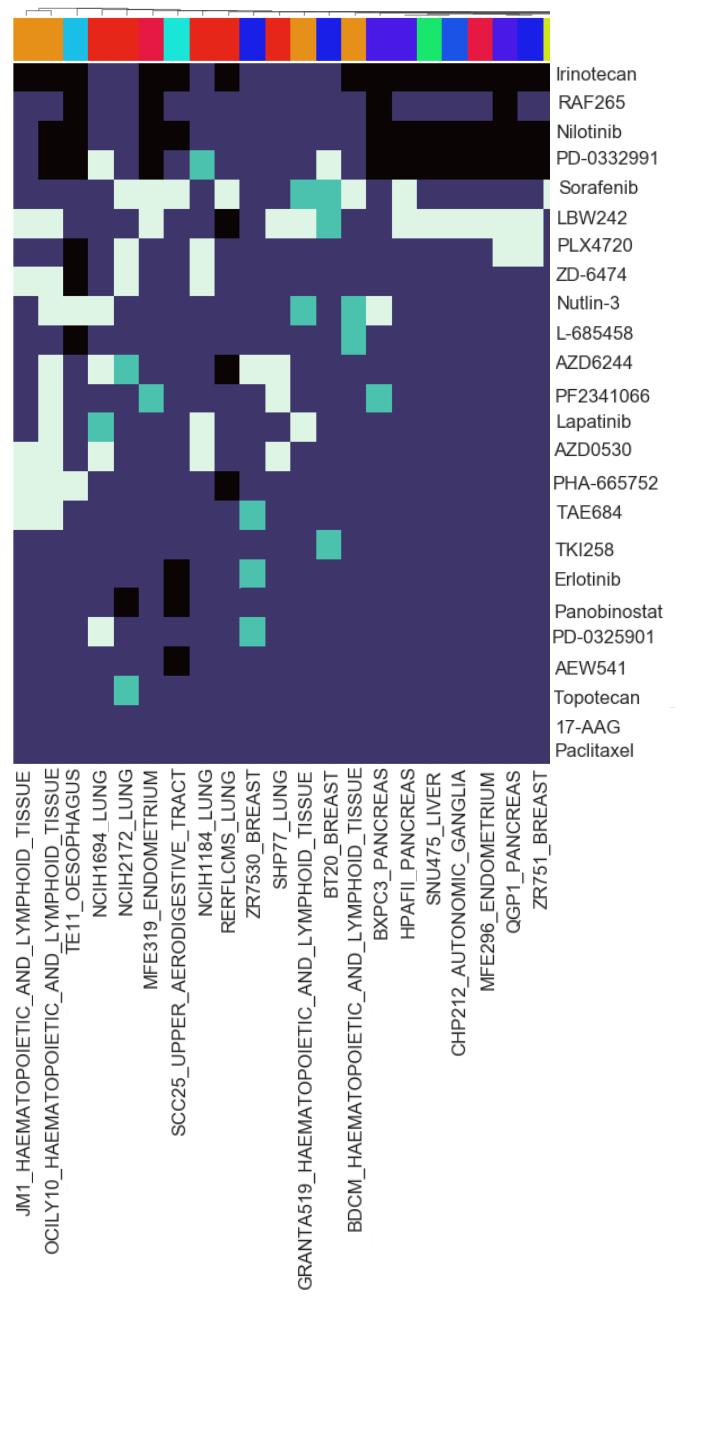 Irinotecan
RAF265
Nilotinib
PD-0332991
Sorafenib
LBW242
PLX4720
ZD-6474
Nutlin-3
L-685458
AZD6244
PF2341066
Lapatinib
AZD0530
PHA-665752
TAE684
TKI258
Erlotinib
Panobinostat
PD-0325901
AEW541
Topotecan
17-AAG
Paclitaxel
JM1_HAEMATOPOIETIC_AND_LYMPHOID_TISSUE
OCILY10_HAEMATOPOIETIC_AND_LYMPHOID_TISSUE
TE11_OESOPHAGUS
NCIH1694_LUNG
NCIH2172_LUNG
MFE319_ENDOMETRIUM
SCC25_UPPER_AERODIGESTIVE_TRACT
NCIH1184_LUNG
RERFLCMS_LUNG
ZR7530_BREAST
SHP77_LUNG
GRANTA519_HAEMATOPOIETIC_AND_LYMPHOID_TISSUE
BT20_BREAST
BDCM_HAEMATOPOIETIC_AND_LYMPHOID_TISSUE
BXPC3_PANCREAS
HPAFII_PANCREAS
SNU475_LIVER
CHP212_AUTONOMIC_GANGLIA
MFE296_ENDOMETRIUM
QGP1_PANCREAS
ZR751_BREAST